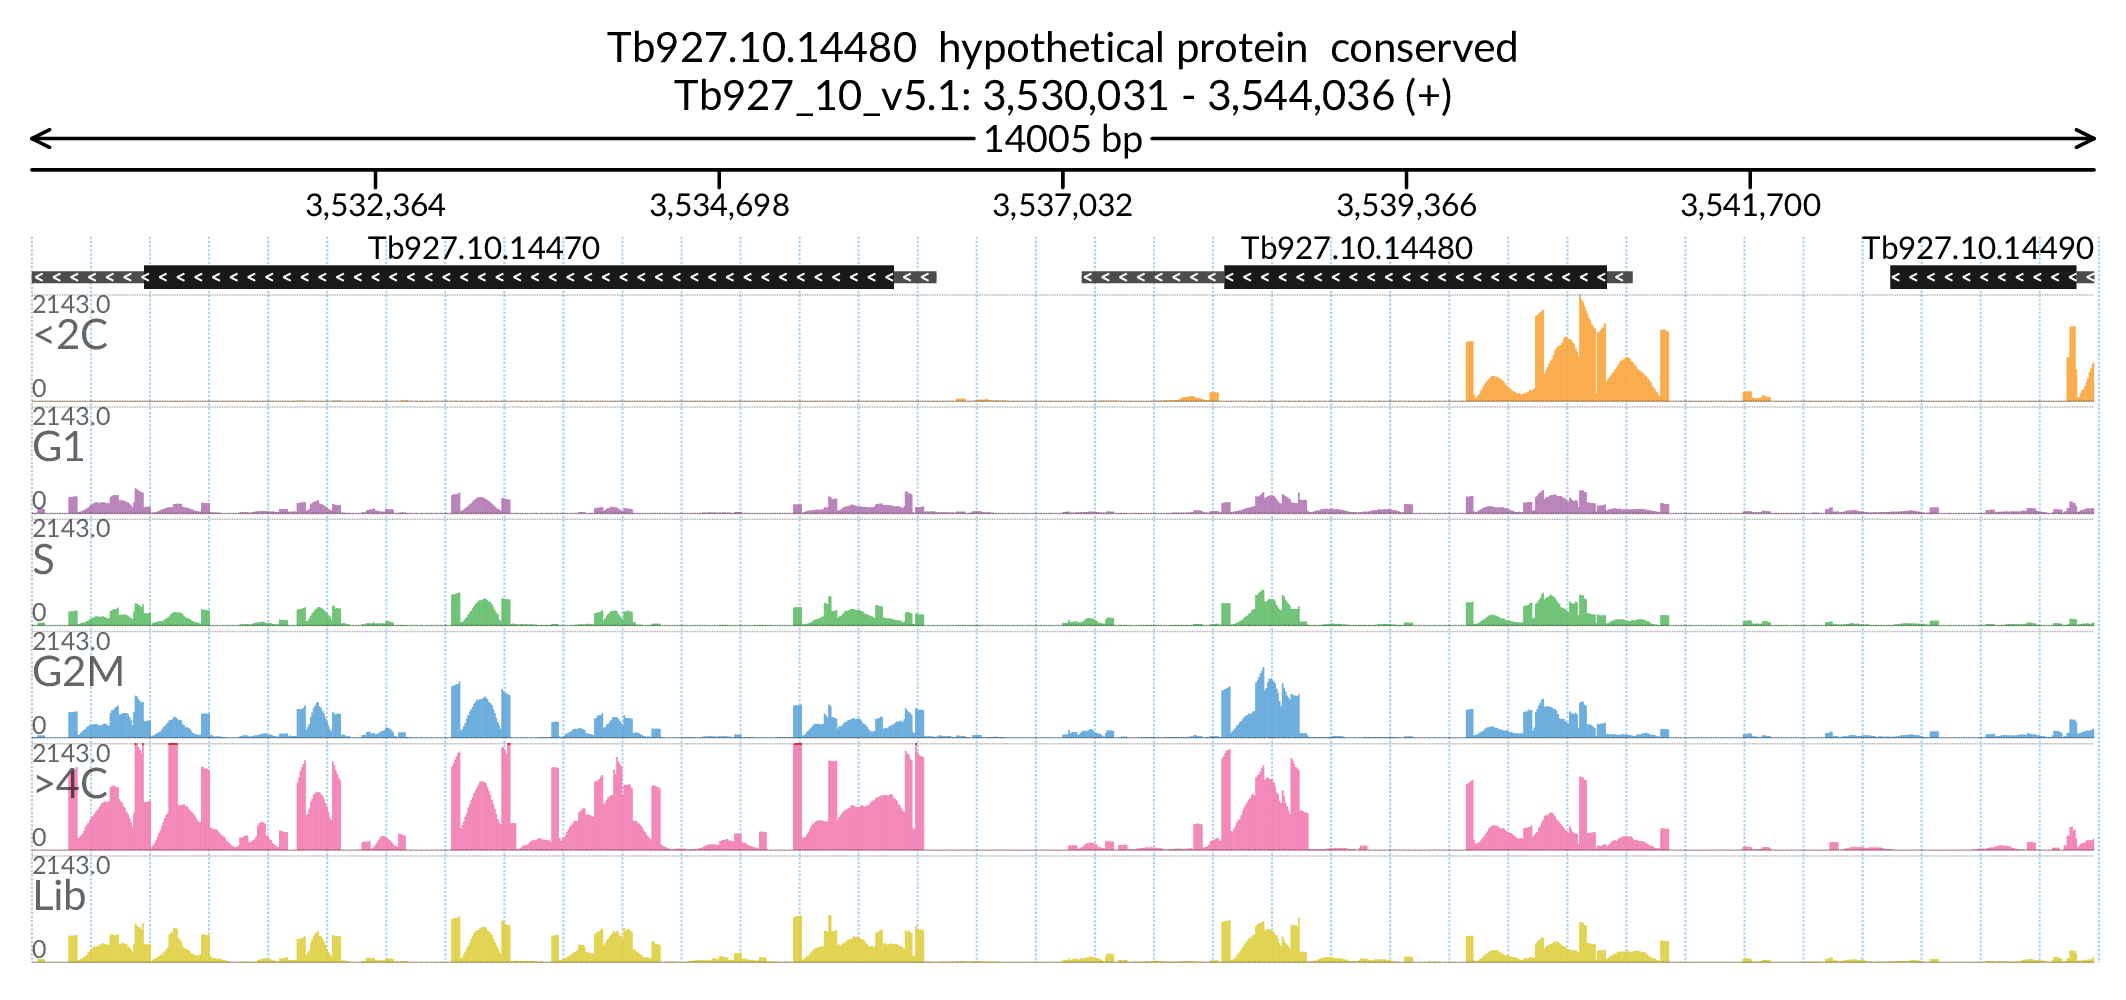 Tb927.10.14480 hypothetical protein conserved
Tb927_10_v5.1: 3,530,031 - 3,544,036 (+)
14005 bp
3,532,364 3,534,698 3,537,032 3,539,366 3,541,700
Tb927.10.14470 Tb927.10.14480 Tb927.10.14490
2143.0
<2C
0
2143.0
G1
0
2143.0
S
0
2143.0
G2M
0
2143.0
>4C
0
2143.0
Lib
0